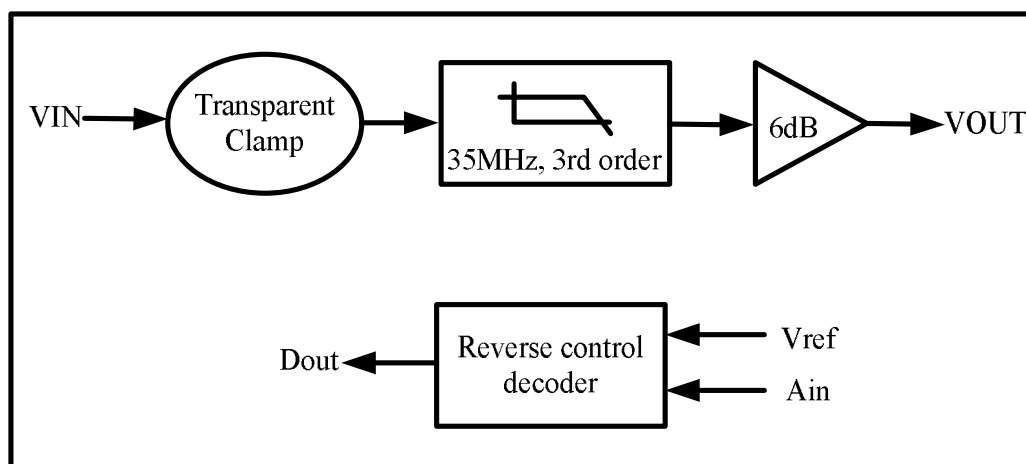 VIN
Transparent
Clamp
35MHz, 3rd order
6dB
VOUT
Dout
Reverse control
decoder
Vref
Ain